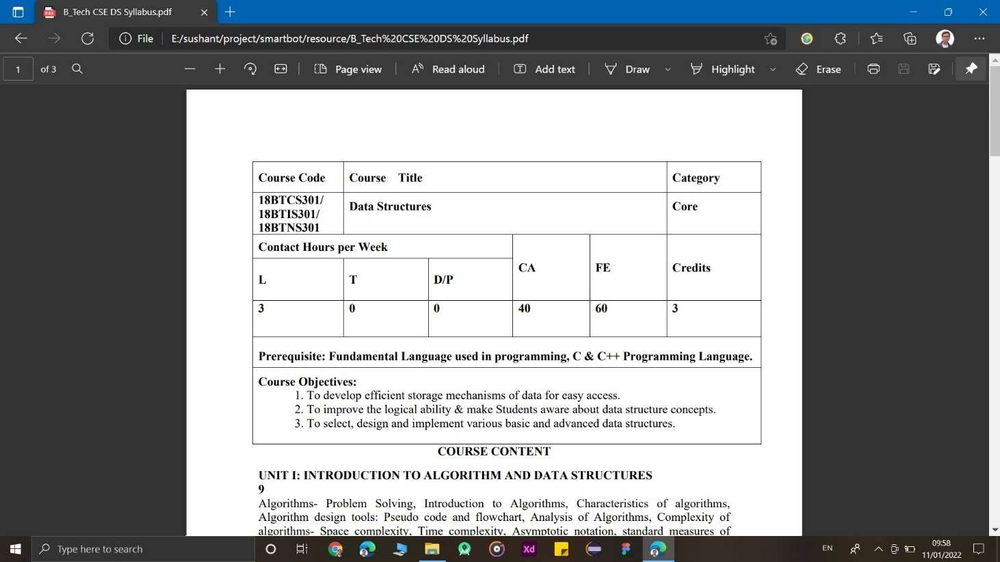 B_Tech CSE DS Syllabus.pdf
File E:/sushant/project/smartbot/resource/B_Tech%20CSE%20DS%20Syllabus.pdf
1 of 3 Page view Read aloud Add text Draw Highlight Erase
Course Code Course Title Category
18BTCS301/
18BTIS301/
18BTNS301
Data Structures Core
Contact Hours per Week
CA FE Credits
L T D/P
3 0 0 40 60 3
Prerequisite: Fundamental Language used in programming, C & C++ Programming Language.
Course Objectives:
1. To develop efficient storage mechanisms of data for easy access.
2. To improve the logical ability & make Students aware about data structure concepts.
3. To select, design and implement various basic and advanced data structures.
COURSE CONTENT
UNIT I: INTRODUCTION TO ALGORITHM AND DATA STRUCTURES
9
Algorithms- Problem Solving, Introduction to Algorithms, Characteristics of algorithms,
Algorithm design tools: Pseudo code and flowchart, Analysis of Algorithms, Complexity of
algorithms- Space complexity, Time complexity, Asymptotic notation, standard measures of
Type here to search
Xd
EN
09:58
11/01/2022